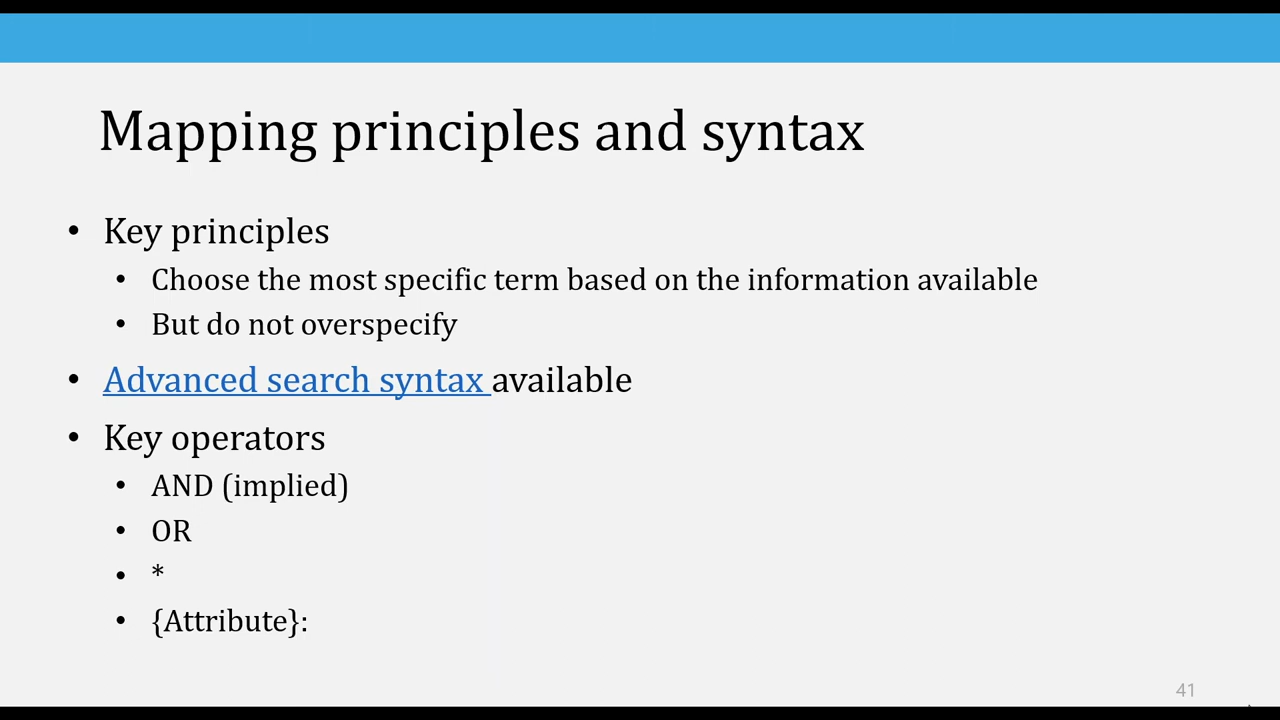 Mapping principles and syntax
• Key principles
• Choose the most specific term based on the information available
• But do not overspecify
• Advanced search syntax available
• Key operators
• AND (implied)
• OR
• *
• {Attribute}:
41